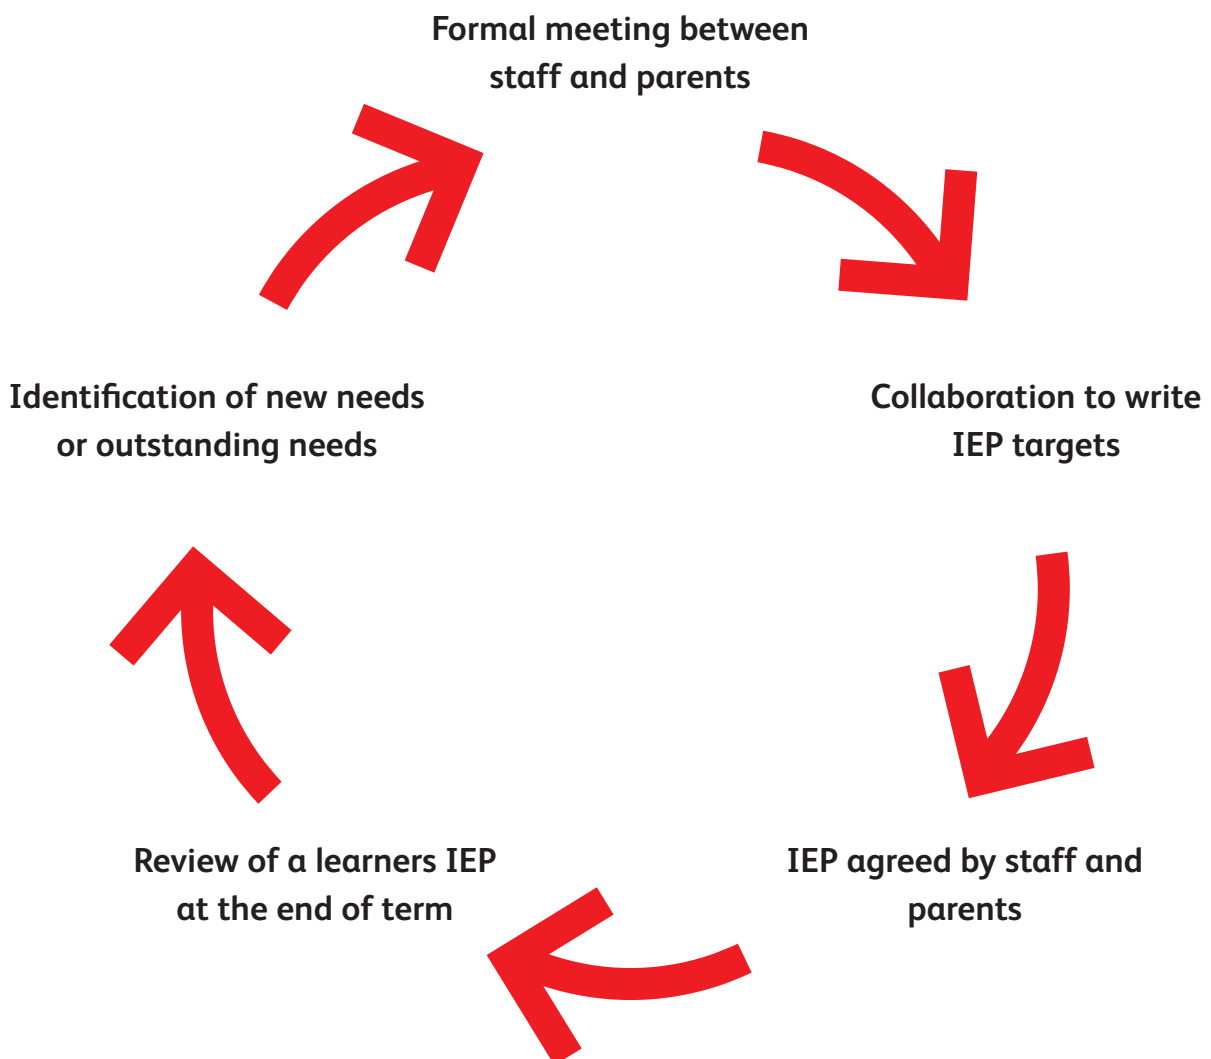 Formal meeting between
staff and parents
Collaboration to write
IEP targets
IEP agreed by staff and
parents
Review of a learners IEP
at the end of term
Identification of new needs
or outstanding needs